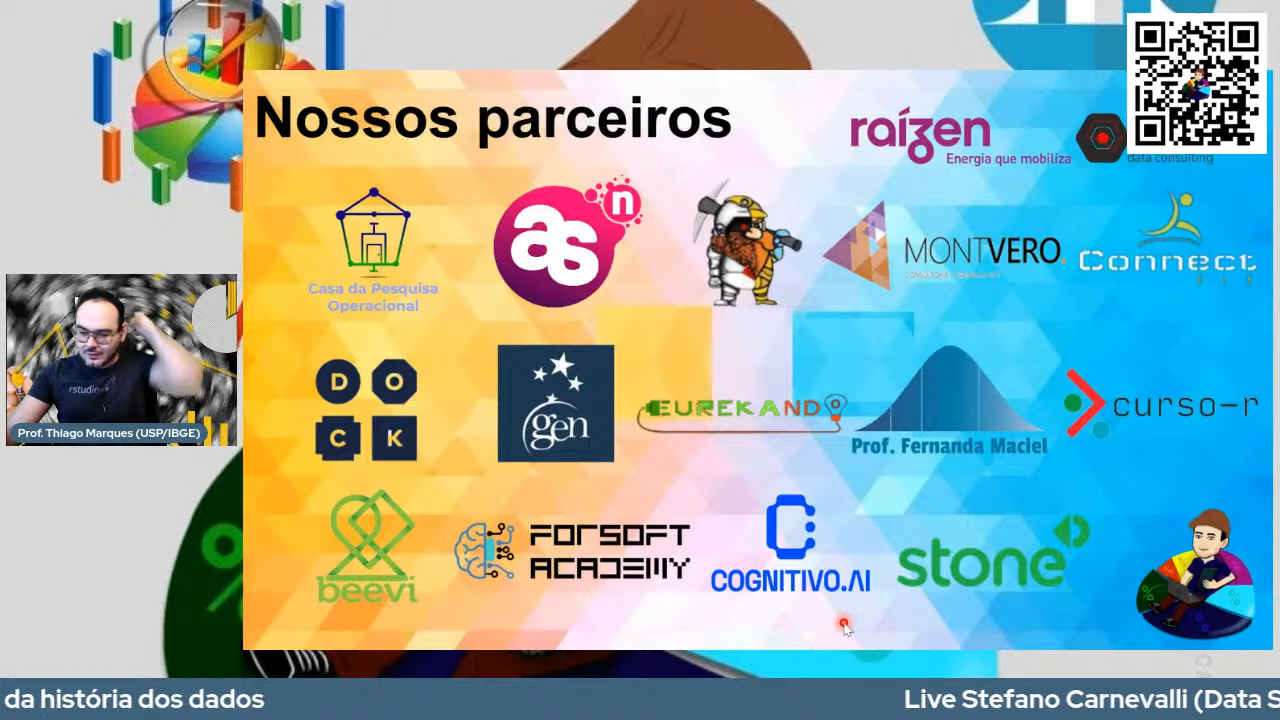 Nossos parceiros
raízen
Energia que mobiliza
data consulting
Casa da Pesquisa
Operacional
as
n
MONTVERO.
Connect
rstudio
Prof. Thiago Marques (USP/IBGE)
D O
C K
gen
EUREKANDO
Prof. Fernanda Maciel
curso-r
beevi
FORSOFT
ACADEMY
COGNITIVO.AI
stone
da história dos dados
Live Stefano Carnevalli (Data S